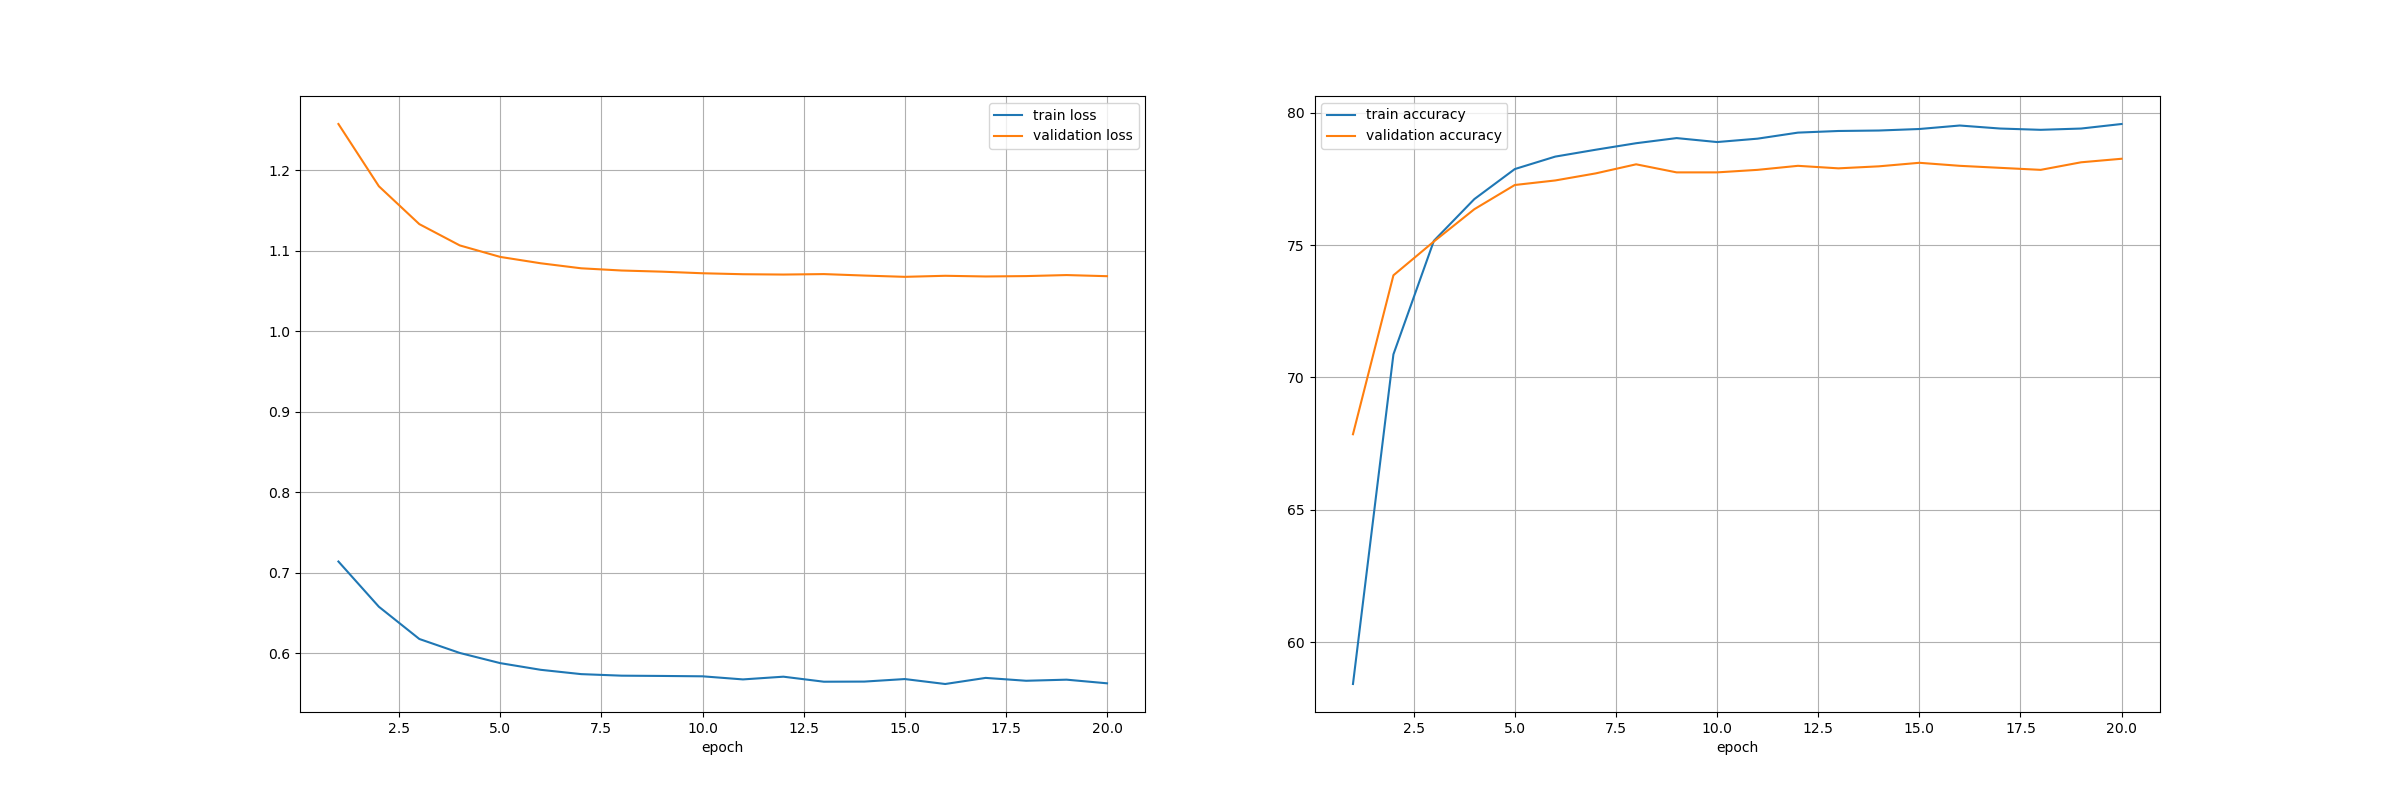 train loss
validation loss
1.2
1.1
1.0
0.9
0.8
0.7
0.6
2.5 5.0 7.5 10.0 12.5 15.0 17.5 20.0
epoch
train accuracy
validation accuracy
80
75
70
65
60
2.5 5.0 7.5 10.0 12.5 15.0 17.5 20.0
epoch